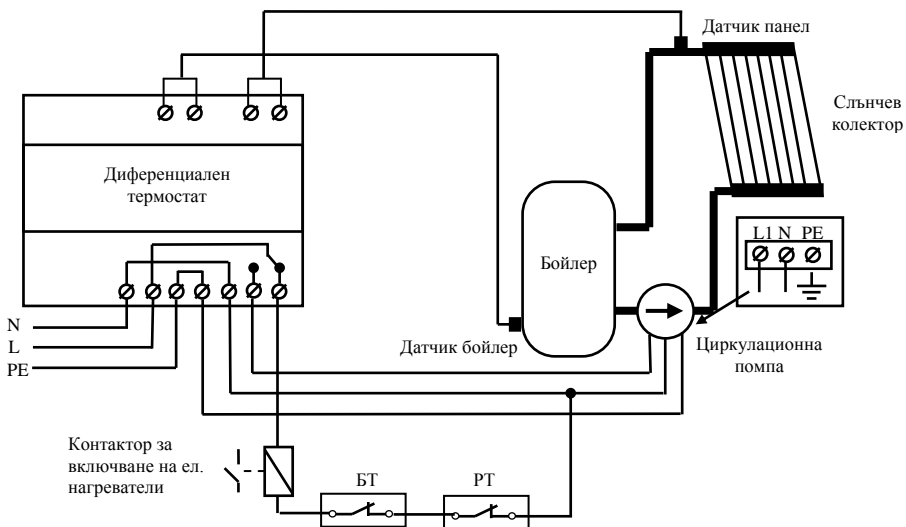 Датчик панел
Слънчев
колектор
Диференциален
термостат
L1 N PE
Бойлер
N
L
PE
Датчик бойлер
Циркулационна
помпа
Контактор за
включване на ел.
нагреватели
БТ
РТ